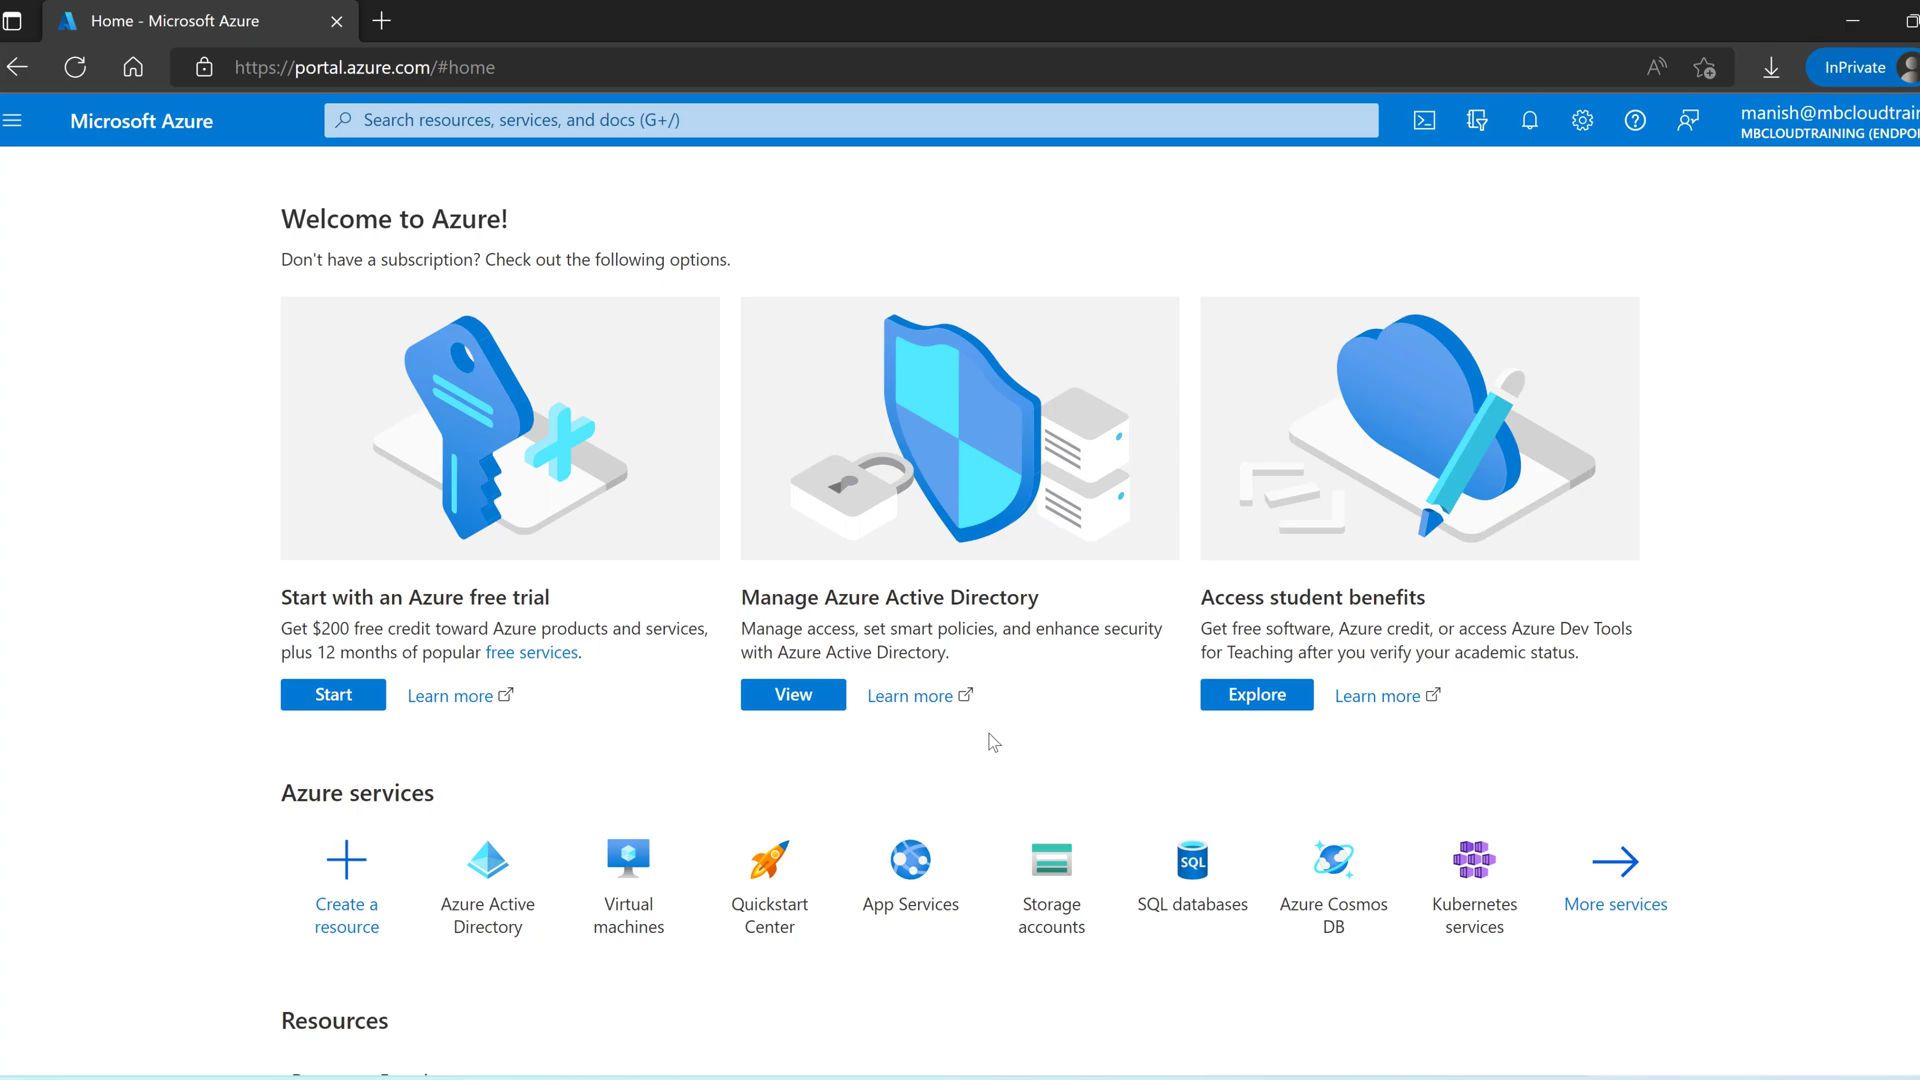 Home - Microsoft Azure
https://portal.azure.com/#home
InPrivate
Microsoft Azure
Search resources, services, and docs (G+/)
manish@mbcloudtrai
MBCLOUDTRAINING (ENDPO
Welcome to Azure!
Don't have a subscription? Check out the following options.
Start with an Azure free trial
Get $200 free credit toward Azure products and services,
plus 12 months of popular free services.
Start
Learn more
Manage Azure Active Directory
Manage access, set smart policies, and enhance security
with Azure Active Directory.
View
Learn more
Access student benefits
Get free software, Azure credit, or access Azure Dev Tools
for Teaching after you verify your academic status.
Explore
Learn more
Azure services
Create a
resource
Azure Active
Directory
Virtual
machines
Quickstart
Center
App Services
Storage
accounts
SQL
SQL databases
Azure Cosmos
DB
Kubernetes
services
More services
Resources